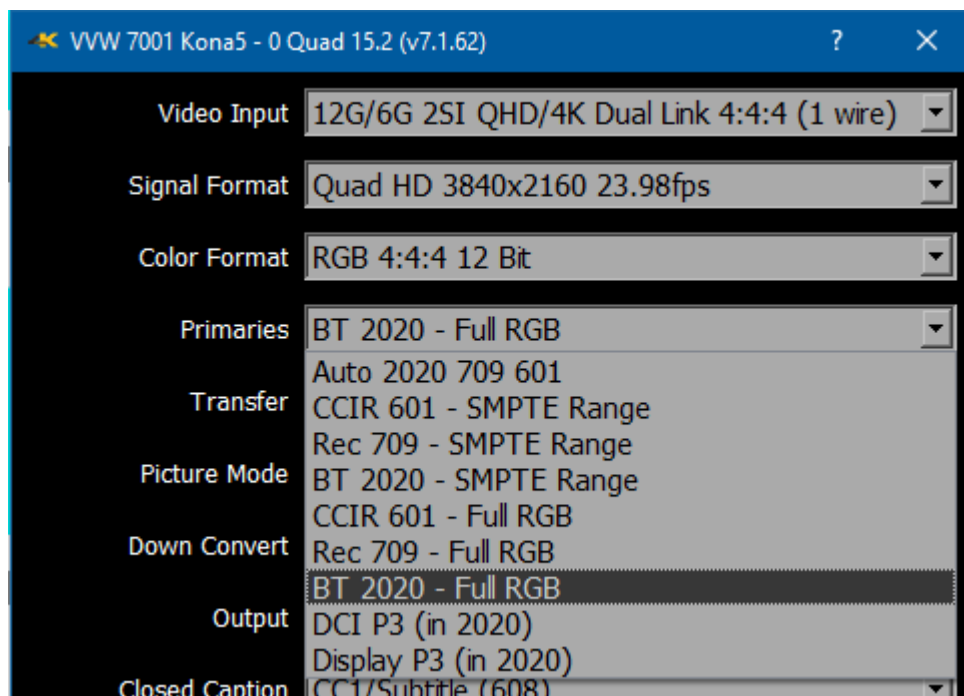 VVW 7001 Kona5 - 0 Quad 15.2 (v7.1.62) ? ×
Video Input 12G/6G 2SI QHD/4K Dual Link 4:4:4 (1 wire)
Signal Format Quad HD 3840x2160 23.98fps
Color Format RGB 4:4:4 12 Bit
Primaries BT 2020 - Full RGB
Auto 2020 709 601
Transfer CCIR 601 - SMPTE Range
Rec 709 - SMPTE Range
Picture Mode BT 2020 - SMPTE Range
CCIR 601 - Full RGB
Down Convert Rec 709 - Full RGB
BT 2020 - Full RGB
Output DCI P3 (in 2020)
Display P3 (in 2020)
Closed Caption CC1/Subtitle (608)